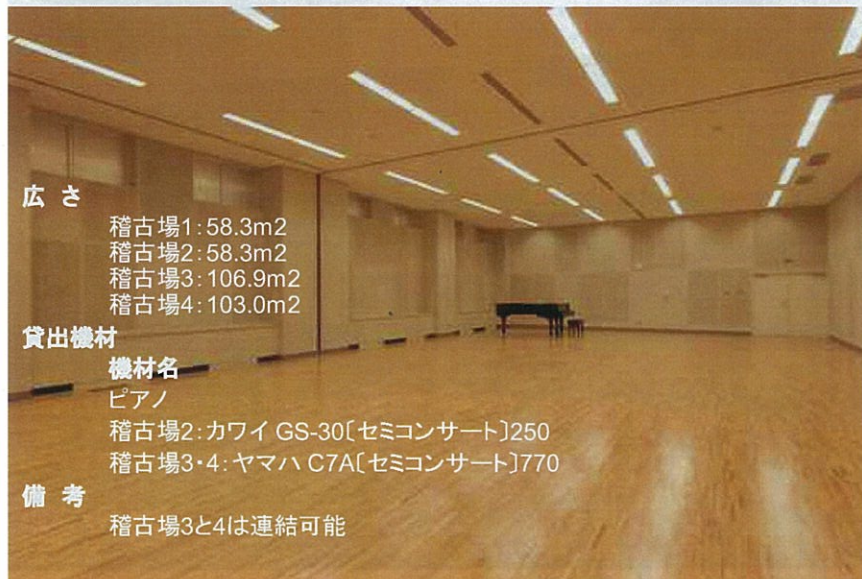 広 さ
稽古場1:58.3m2
稽古場2:58.3m2
稽古場3:106.9m2
稽古場4:103.0m2
貸出機材
機材名
ピアノ
稽古場2:カワイ GS-30〔セミコンサート〕250
稽古場3・4:ヤマハ C7A〔セミコンサート〕770
備 考
稽古場3と4は連結可能